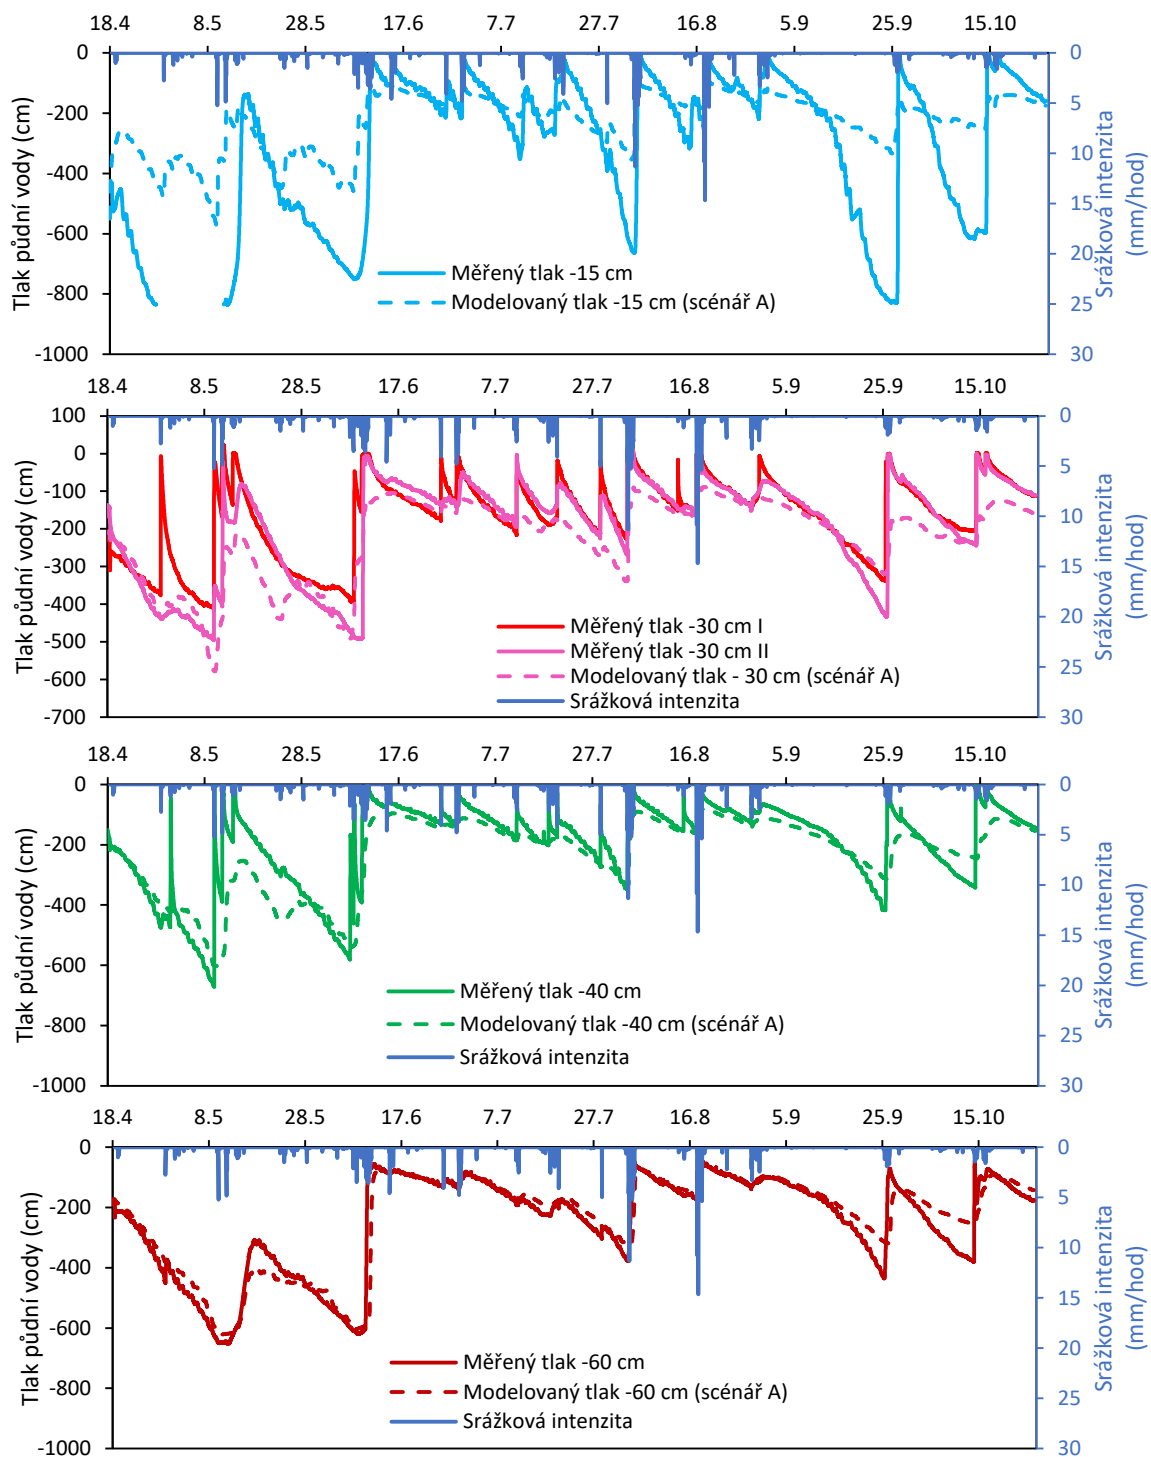 18.4 8.5 28.5 17.6 7.7 27.7 16.8 5.9 25.9 15.10
0 0
-200 5
-400 10
-600 15
-800 20
-1000 25
30
Tlak půdní vody (cm)
Srážková intenzita
(mm/hod)
Měřený tlak -15 cm
Modelovaný tlak -15 cm (scénář A)
18.4 8.5 28.5 17.6 7.7 27.7 16.8 5.9 25.9 15.10
100 0
0 5
-100 10
-200 15
-300 20
-400 25
-500 30
-600
-700
Tlak půdní vody (cm)
Srážková intenzita
(mm/hod)
Měřený tlak -30 cm I
Měřený tlak -30 cm II
Modelovaný tlak - 30 cm (scénář A)
Srážková intenzita
18.4 8.5 28.5 17.6 7.7 27.7 16.8 5.9 25.9 15.10
0 0
-200 5
-400 10
-600 15
-800 20
-1000 25
30
Tlak půdní vody (cm)
Srážková intenzita
(mm/hod)
Měřený tlak -40 cm
Modelovaný tlak -40 cm (scénář A)
Srážková intenzita
18.4 8.5 28.5 17.6 7.7 27.7 16.8 5.9 25.9 15.10
0 0
-200 5
-400 10
-600 15
-800 20
-1000 25
30
Tlak půdní vody (cm)
Srážková intenzita
(mm/hod)
Měřený tlak -60 cm
Modelovaný tlak -60 cm (scénář A)
Srážková intenzita